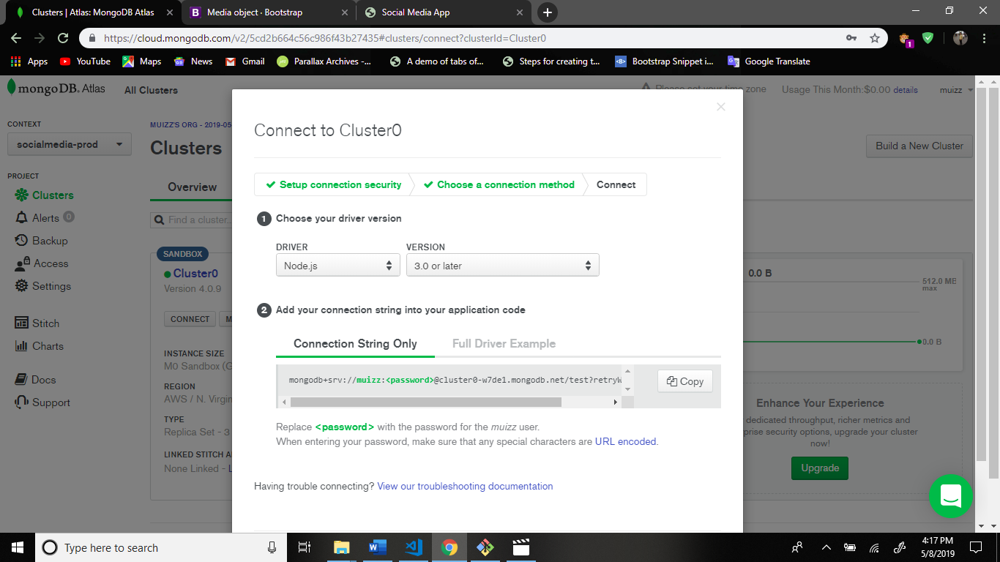 Clusters | Atlas: MongoDB Atlas
Media object · Bootstrap
Social Media App
https://cloud.mongodb.com/v2/5cd2b664c56c986f43b27435#clusters/connect?clusterId=Cluster0
1
Apps
YouTube
Maps
News
Gmail
Parallax Archives -...
A demo of tabs of...
Steps for creating t...
Bootstrap Snippet i...
Google Translate
mongoDB. Atlas
All Clusters
Please set your time zone
Usage This Month:$0.00 details
muizz
CONTEXT
socialmedia-prod
PROJECT
Clusters
Alerts 0
Backup
Access
Settings
Stitch
Charts
Docs
Support
MUIZZ'S ORG - 2019-05
Clusters
Build a New Cluster
Overview
Find a cluster...
SANDBOX
Cluster0
Version 4.0.9
CONNECT
M
INSTANCE SIZE
M0 Sandbox (G
REGION
AWS / N. Virgin
TYPE
Replica Set - 3
LINKED STITCH A
None Linked - L
Connect to Cluster0
Setup connection security
Choose a connection method
Connect
1 Choose your driver version
DRIVER
VERSION
Node.js
3.0 or later
2 Add your connection string into your application code
Connection String Only
Full Driver Example
mongodb+srv://muizz:<password>@cluster0-w7de1.mongodb.net/test?retryW
Copy
Replace <password> with the password for the muizz user.
When entering your password, make sure that any special characters are URL encoded.
Having trouble connecting? View our troubleshooting documentation
0.0 B
512.0 MB
max
0.0 B
Enhance Your Experience
dedicated throughput, richer metrics and
prise security options, upgrade your cluster
now!
Upgrade
Type here to search
4:17 PM
5/8/2019